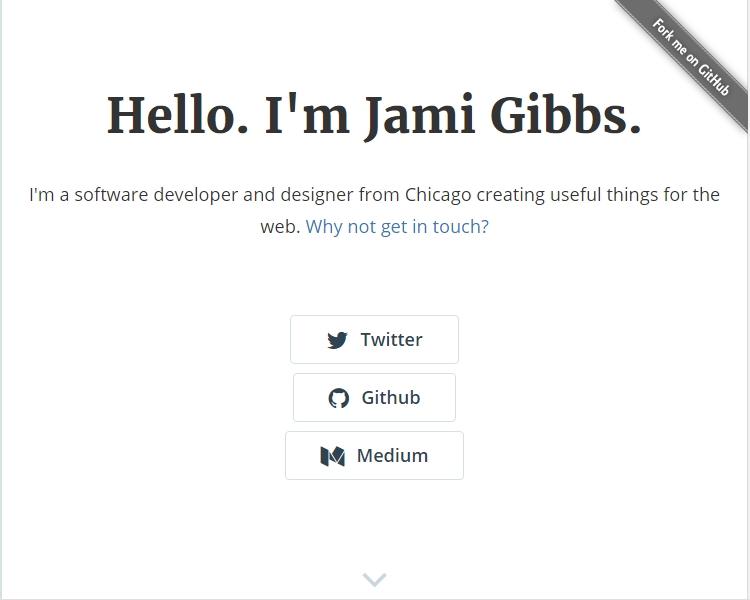 Fork me on GitHub
Hello. I'm Jami Gibbs.
I'm a software developer and designer from Chicago creating useful things for the
web. Why not get in touch?
Twitter
Github
Medium